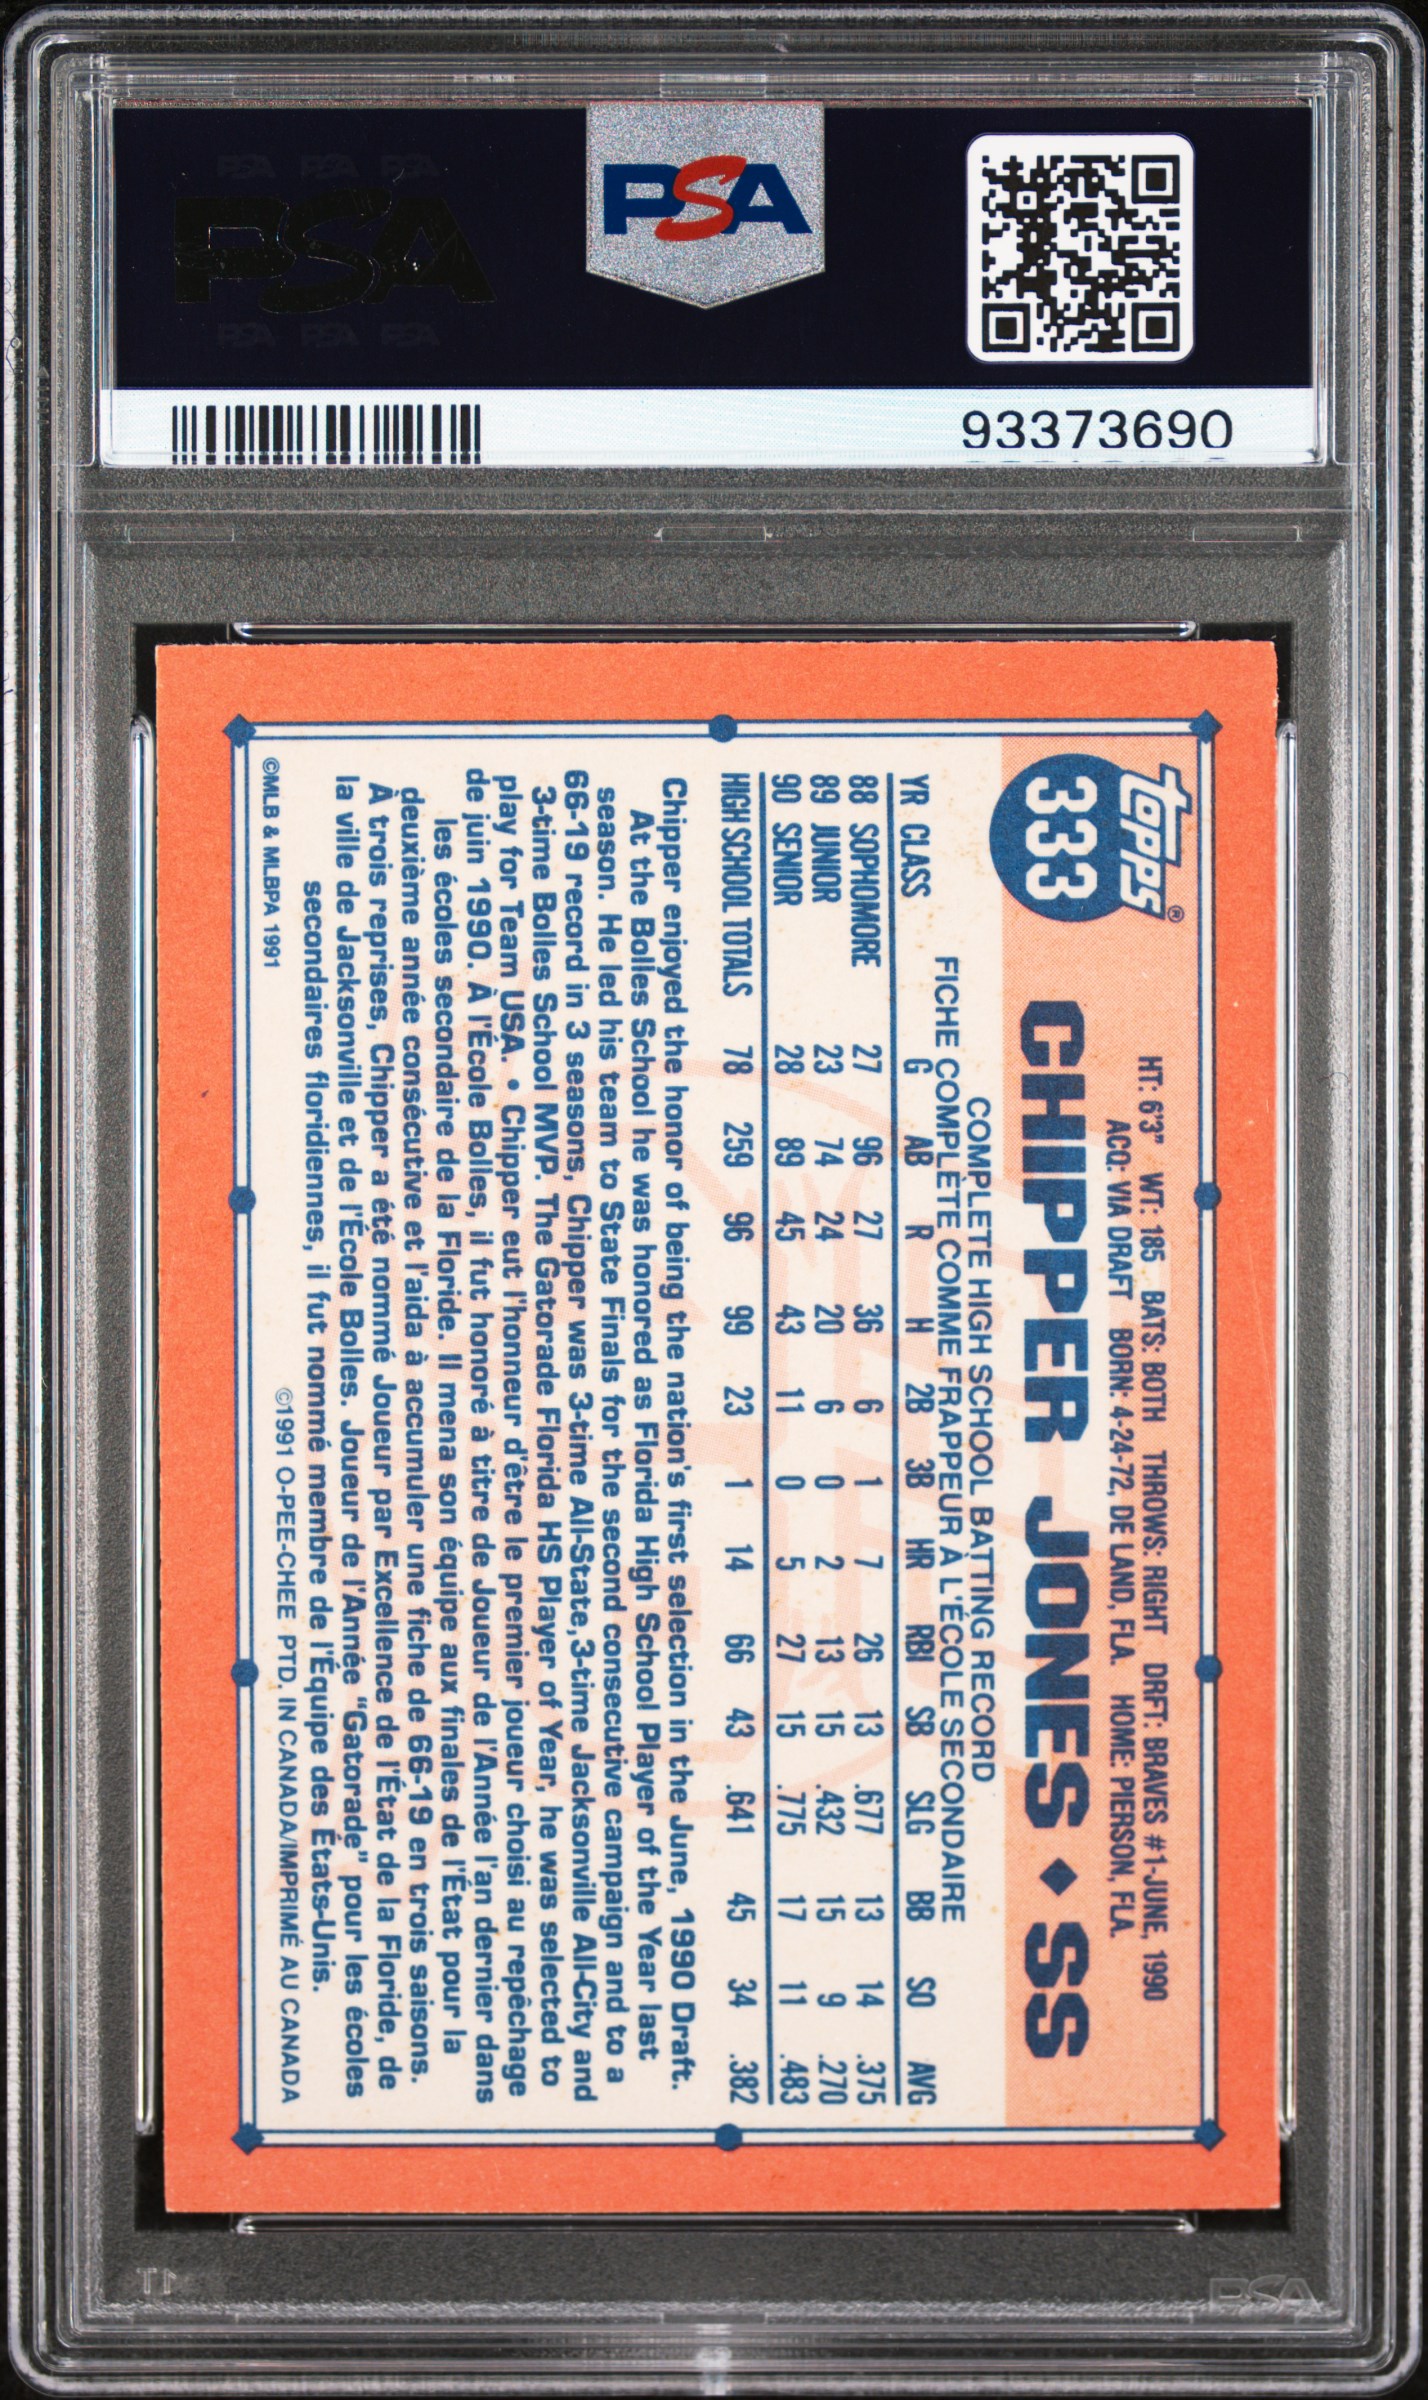 PSA
PSA PSA PSA
PSA
PSA PSA PSA
93373690
topps®
333
HT: 6'3" WT: 185 BATS: BOTH THROWS: RIGHT DRFT: BRAVES #1-JUNE, 1990
ACQ: VIA DRAFT BORN: 4-24-72, DE LAND, FLA. HOME: PIERSON, FLA.
CHIPPER JONES ◆ SS
COMPLETE HIGH SCHOOL BATTING RECORD
FICHE COMPLÈTE COMME FRAPPEUR À L'ÉCOLE SECONDAIRE
YR CLASS G AB R H 2B 3B HR RBI SB SLG BB SO AVG
88 SOPHOMORE 27 96 27 36 6 1 7 26 13 .677 13 14 .375
89 JUNIOR 23 74 24 20 6 0 2 13 15 .432 15 9 .270
90 SENIOR 28 89 45 43 11 0 5 27 15 .775 17 11 .483
HIGH SCHOOL TOTALS 78 259 96 99 23 1 14 66 43 .641 45 34 .382
Chipper enjoyed the honor of being the nation's first selection in the June, 1990 Draft.
At the Bolles School he was honored as Florida High School Player of the Year last
season. He led his team to State Finals for the second consecutive campaign and to a
66-19 record in 3 seasons, Chipper was 3-time All-State, 3-time Jacksonville All-City and
3-time Bolles School MVP. The Gatorade Florida HS Player of Year, he was selected to
play for Team USA. • Chipper eut l'honneur d'être le premier joueur choisi au repêchage
de juin 1990. À l'École Bolles, il fut honoré à titre de Joueur de l'Année l'an dernier dans
les écoles secondaire de la Floride. Il mena son équipe aux finales de l'État pour la
deuxième année consécutive et l'aida à accumuler une fiche de 66-19 en trois saisons.
À trois reprises, Chipper a été nommé Joueur par Excellence de l'État de la Floride, de
la ville de Jacksonville et de l'École Bolles. Joueur de l'Année "Gatorade" pour les écoles
secondaires floridiennes, il fut nommé membre de l'Équipe des États-Unis.
©MLB & MLBPA 1991 ©1991 O-PEE-CHEE PTD. IN CANADA/IMPRIMÉ AU CANADA
PSA